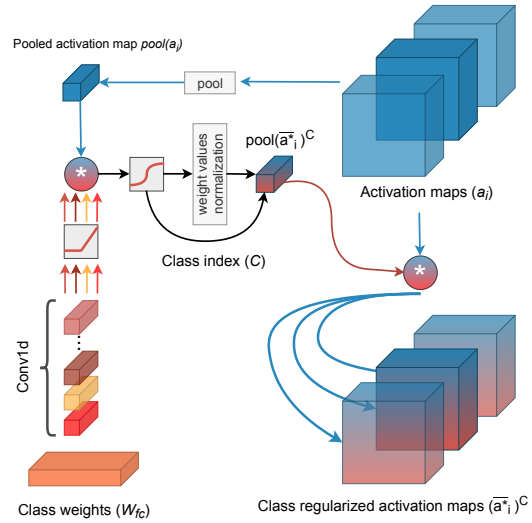 Pooled activation map pool(aᵢ)
pool
*
weight values
normalization
pool(a̅*ᵢ)ᶜ
Activation maps (aᵢ)
Class index (C)
*
Conv1d
Class weights (W_fc)
Class regularized activation maps (a̅*ᵢ)ᶜ